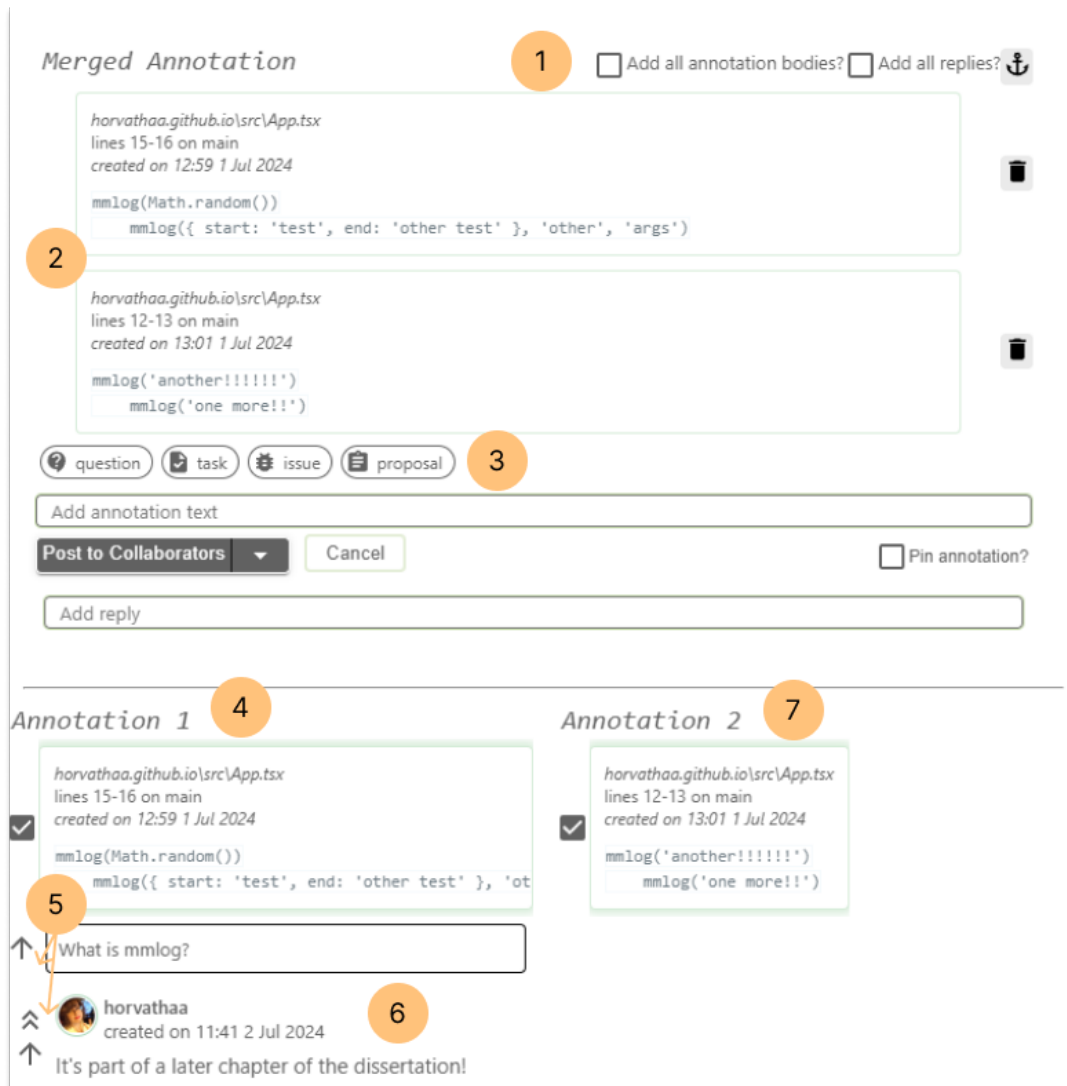 Merged Annotation
1
Add all annotation bodies? Add all replies?
horvathaa.github.io\src\App.tsx
lines 15-16 on main
created on 12:59 1 Jul 2024
mmlog(Math.random())
mmlog({ start: 'test', end: 'other test' }, 'other', 'args')
2
horvathaa.github.io\src\App.tsx
lines 12-13 on main
created on 13:01 1 Jul 2024
mmlog('another!!!!!!!')
mmlog('one more!!')
question task issue proposal 3
Add annotation text
Post to Collaborators Cancel Pin annotation?
Add reply
Annotation 1 4
horvathaa.github.io\src\App.tsx
lines 15-16 on main
created on 12:59 1 Jul 2024
mmlog(Math.random())
mmlog({ start: 'test', end: 'other test' }, 'ot
5
What is mmlog?
horvathaa
created on 11:41 2 Jul 2024
6
It's part of a later chapter of the dissertation!
Annotation 2 7
horvathaa.github.io\src\App.tsx
lines 12-13 on main
created on 13:01 1 Jul 2024
mmlog('another!!!!!!!')
mmlog('one more!!')